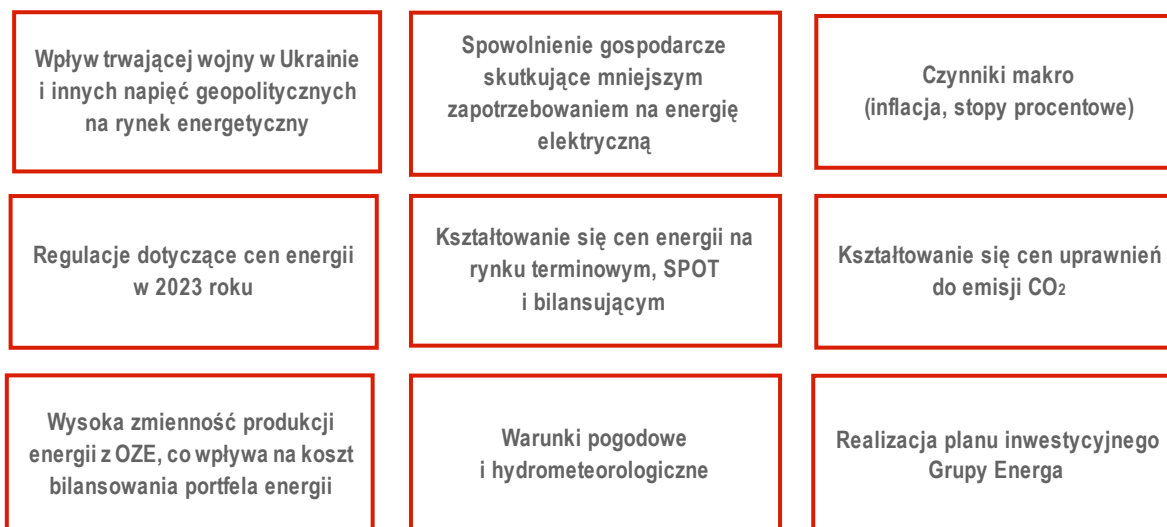 Wpływ trwającej wojny w Ukrainie
i innych napięć geopolitycznych
na rynek energetyczny
Spowolnienie gospodarcze
skutkujące mniejszym
zapotrzebowaniem na energię
elektryczną
Czynniki makro
(inflacja, stopy procentowe)
Regulacje dotyczące cen energii
w 2023 roku
Kształtowanie się cen energii na
rynku terminowym, SPOT
i bilansującym
Kształtowanie się cen uprawnień
do emisji CO₂
Wysoka zmienność produkcji
energii z OZE, co wpływa na koszt
bilansowania portfela energii
Warunki pogodowe
i hydrometeorologiczne
Realizacja planu inwestycyjnego
Grupy Energa